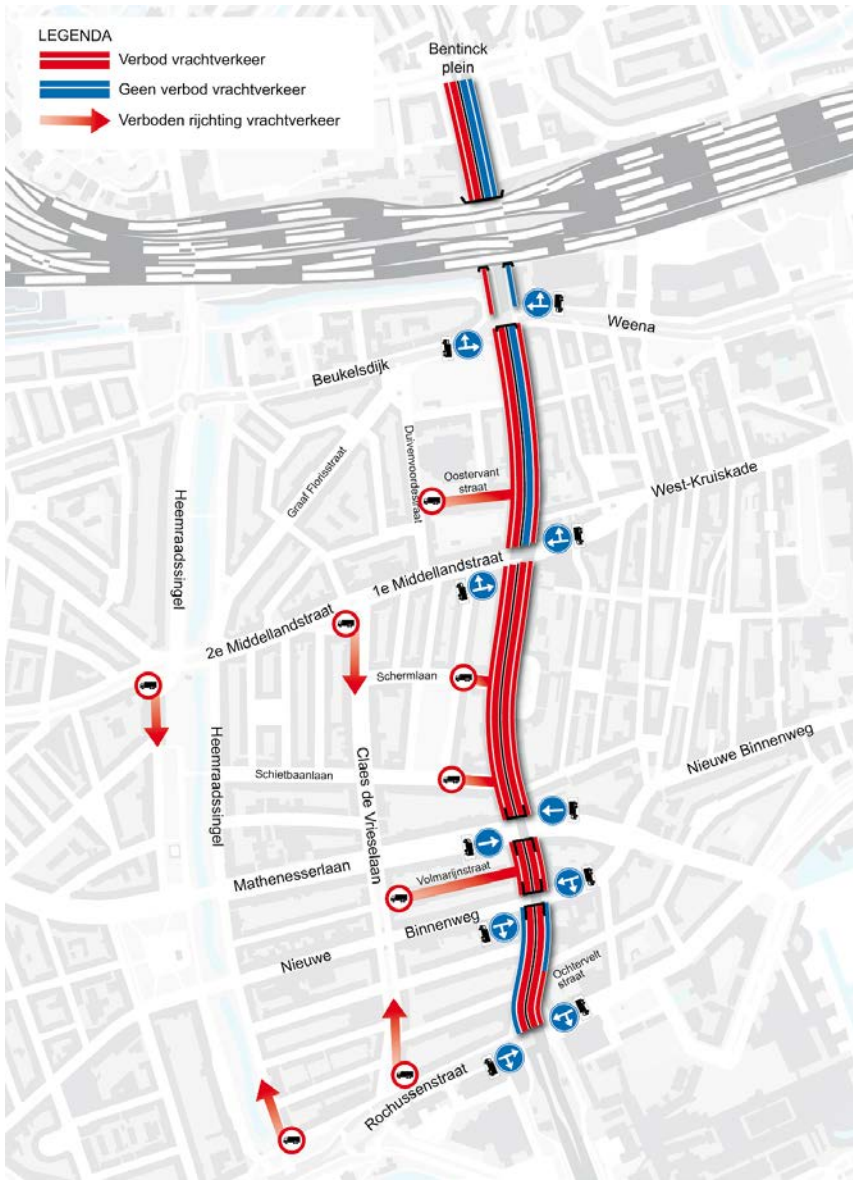 LEGENDA
Verbod vrachtverkeer
Geen verbod vrachtverkeer
Verboden rijchting vrachtverkeer
Bentinck
plein
Weena
Beukelsdijk
Graaf Florisstraat
Duivenvoordestraat
Oostervant
straat
West-Kruiskade
Heemraadssingel
1e Middellandstraat
2e Middellandstraat
Schermlaan
Nieuwe Binnenweg
Heemraadssingel
Schietbaanlaan
Claes de Vrieselaan
Mathenesserlaan
Volmarijnstraat
Nieuwe Binnenweg
Ochtervelt
straat
Rochussenstraat